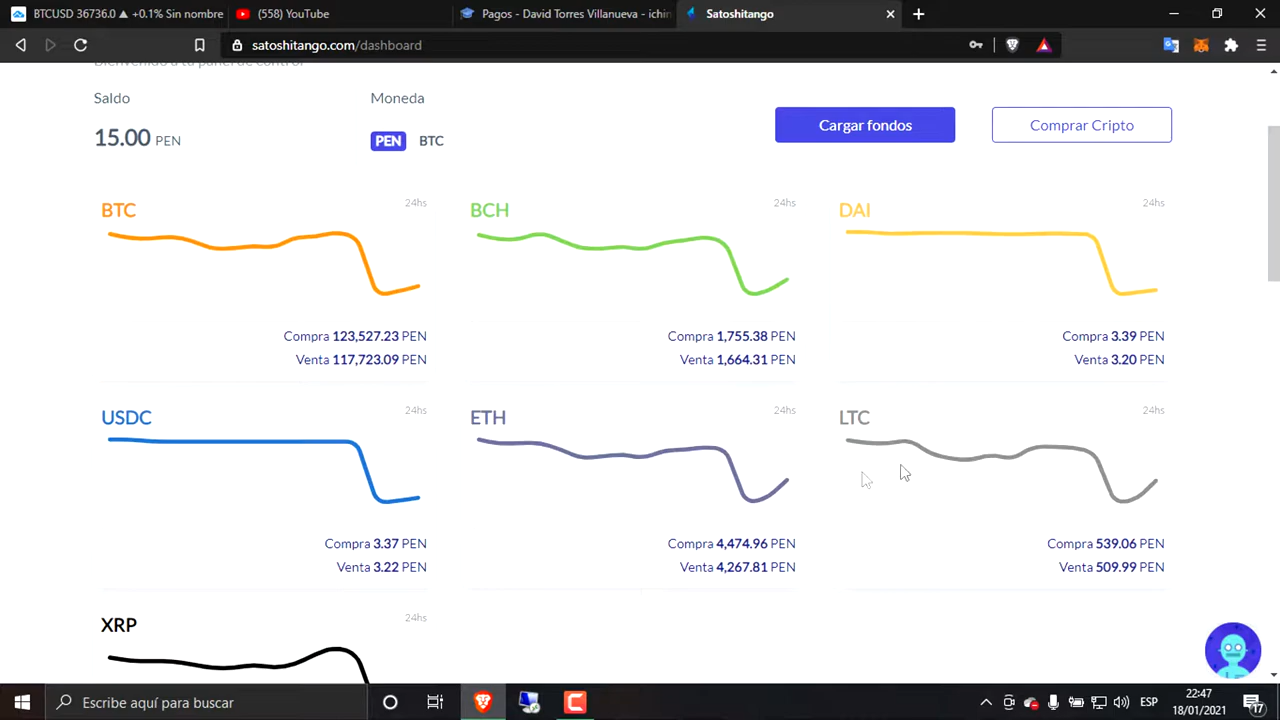 BTCUSD 36736.0 ▲ +0.1% Sin nombre
(558) YouTube
Pagos - David Torres Villanueva - ichin
Satoshitango
satoshitango.com/dashboard
Bienvenido a tu panel de control
Saldo
Moneda
15.00 PEN
PEN BTC
Cargar fondos
Comprar Cripto
BTC 24hs
BCH 24hs
DAI 24hs
Compra 123,527.23 PEN
Venta 117,723.09 PEN
Compra 1,755.38 PEN
Venta 1,664.31 PEN
Compra 3.39 PEN
Venta 3.20 PEN
USDC 24hs
ETH 24hs
LTC 24hs
Compra 3.37 PEN
Venta 3.22 PEN
Compra 4,474.96 PEN
Venta 4,267.81 PEN
Compra 539.06 PEN
Venta 509.99 PEN
XRP 24hs
Escribe aquí para buscar
ESP
22:47
18/01/2021
17